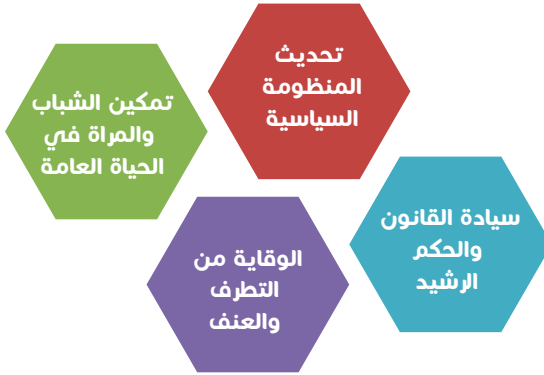 تحديث
المنظومة
السياسية
تمكين الشباب
والمراة في
الحياة العامة
سيادة القانون
والحكم
الرشيد
الوقاية من
التطرف
والعنف